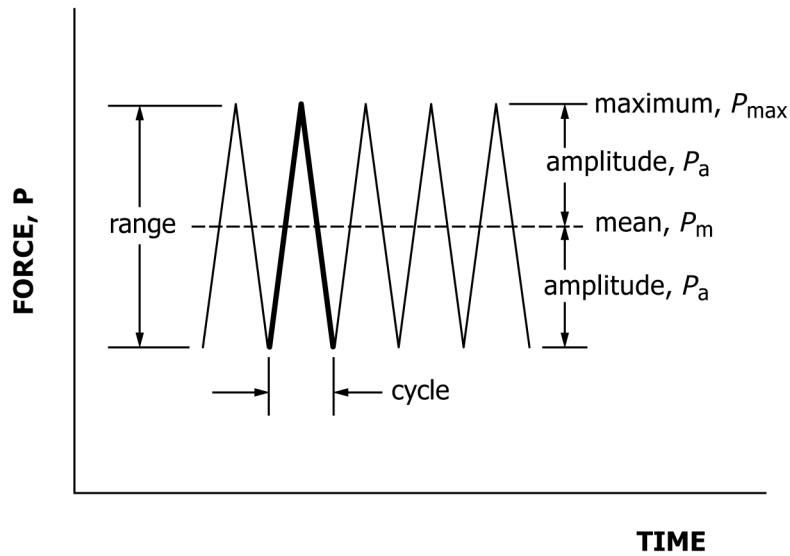 maximum, Pmax
amplitude, Pa
range
mean, Pm
FORCE, P
amplitude, Pa
cycle
TIME